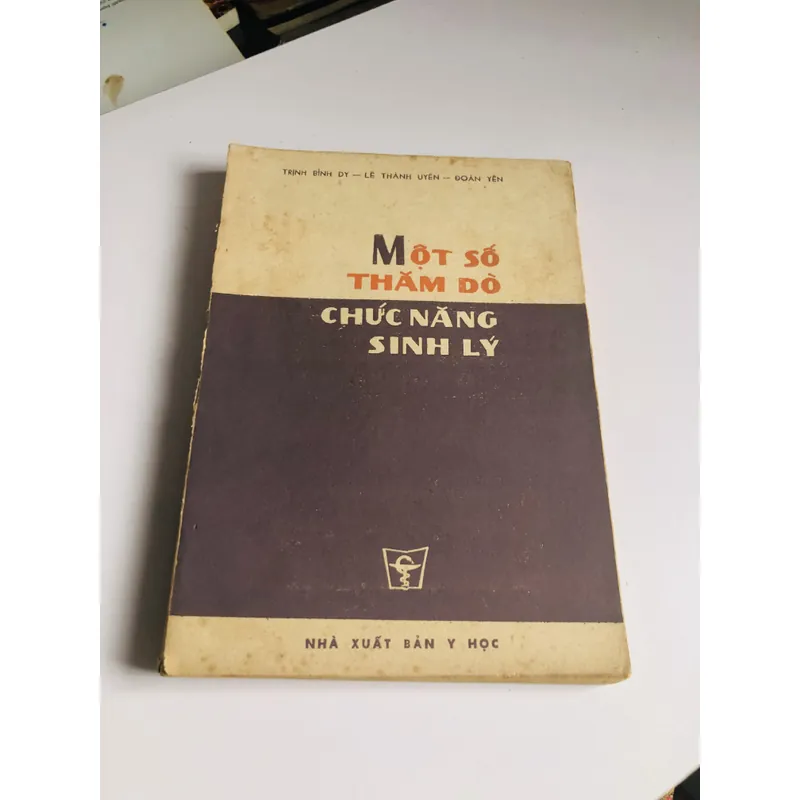 TRỊNH BỈNH DY — LÊ THÀNH UYÊN — ĐOÀN YÊN
MỘT SỐ
THĂM DÒ
CHỨC NĂNG
SINH LÝ
NHÀ XUẤT BẢN Y HỌC